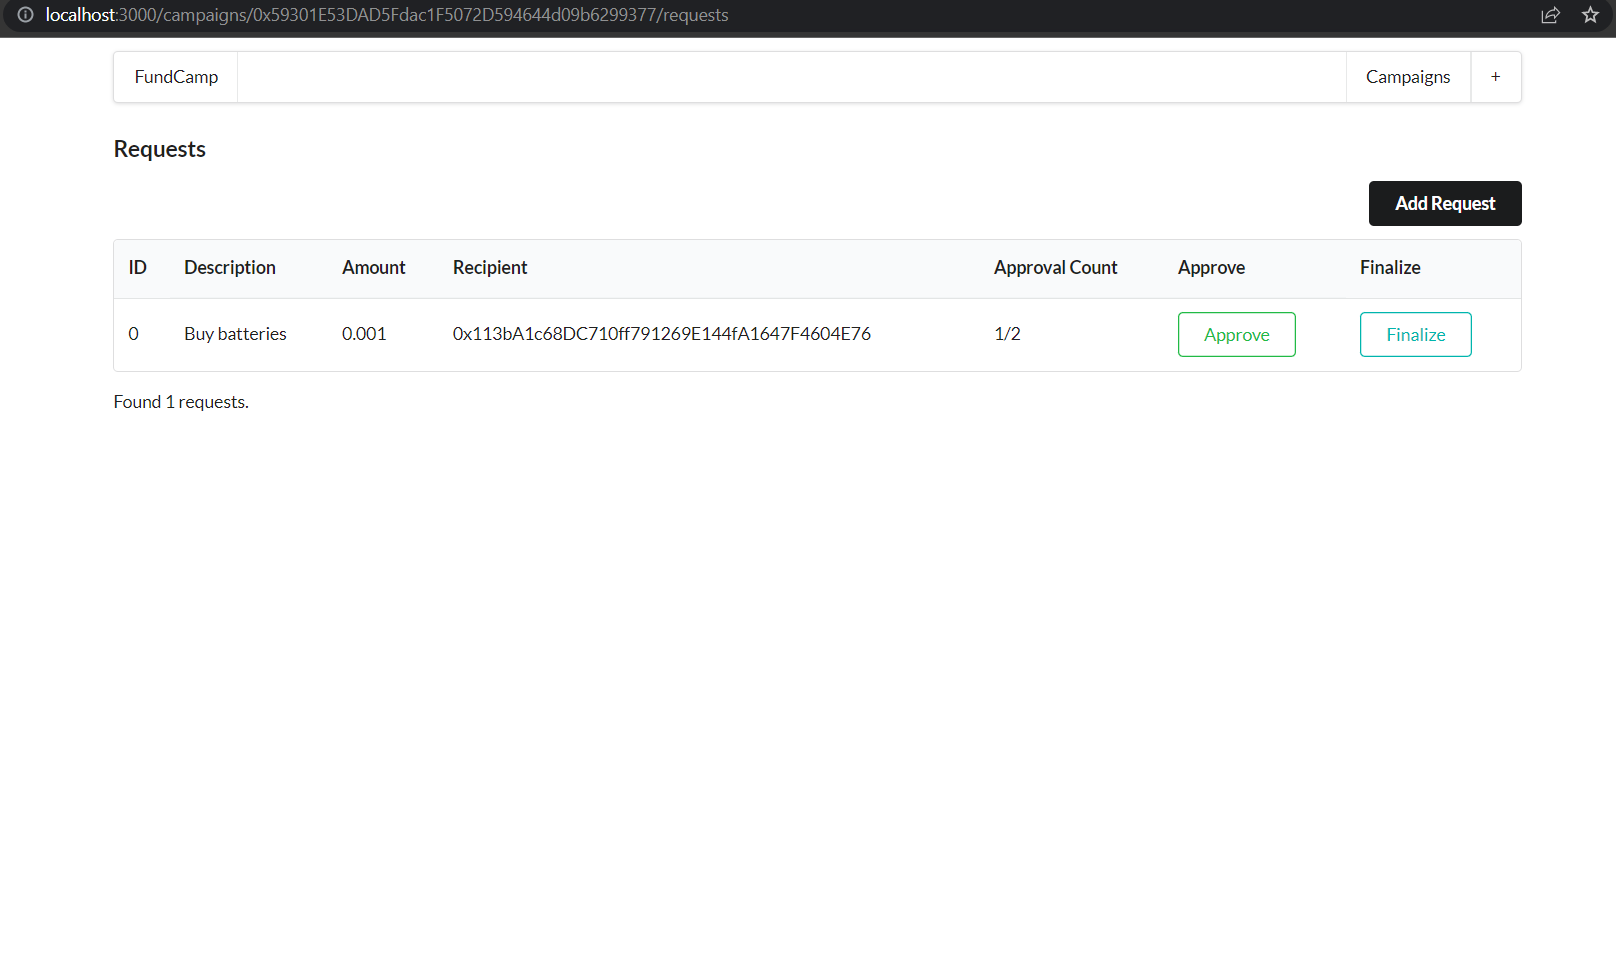 localhost:3000/campaigns/0x59301E53DAD5Fdac1F5072D594644d09b6299377/requests
FundCamp Campaigns +
Requests
Add Request
ID Description Amount Recipient Approval Count Approve Finalize
0 Buy batteries 0.001 0x113bA1c68DC710ff791269E144fA1647F4604E76 1/2 Approve Finalize
Found 1 requests.